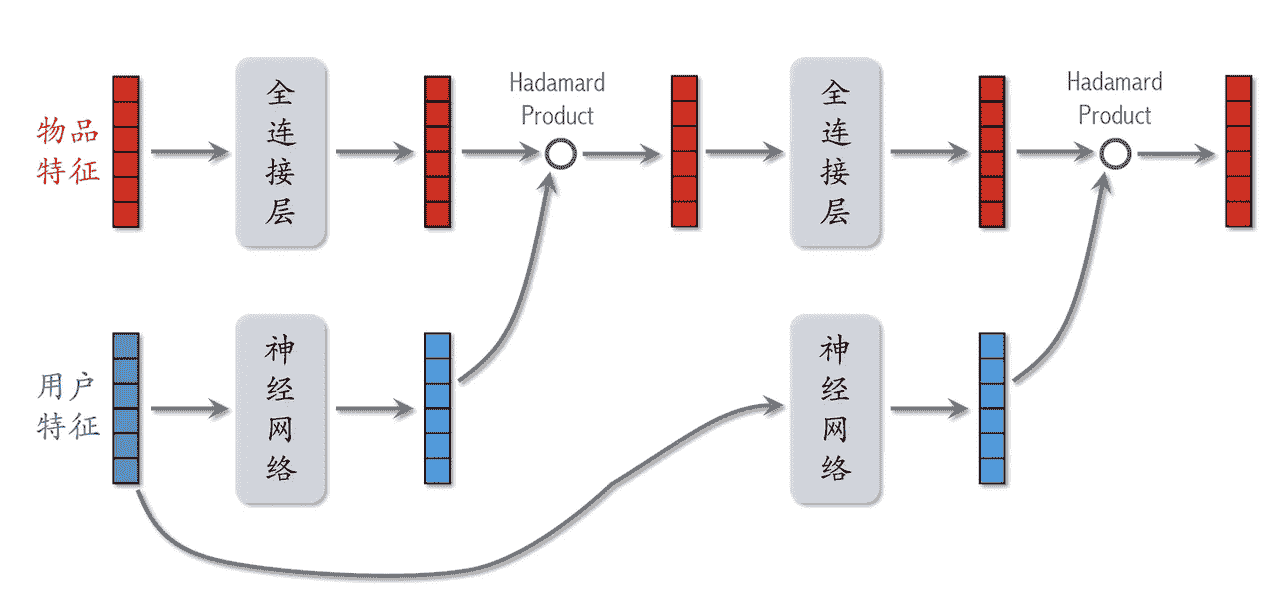 物品
特征
全连接层
Hadamard
Product
全连接层
Hadamard
Product
用户
特征
神经网络
神经网络